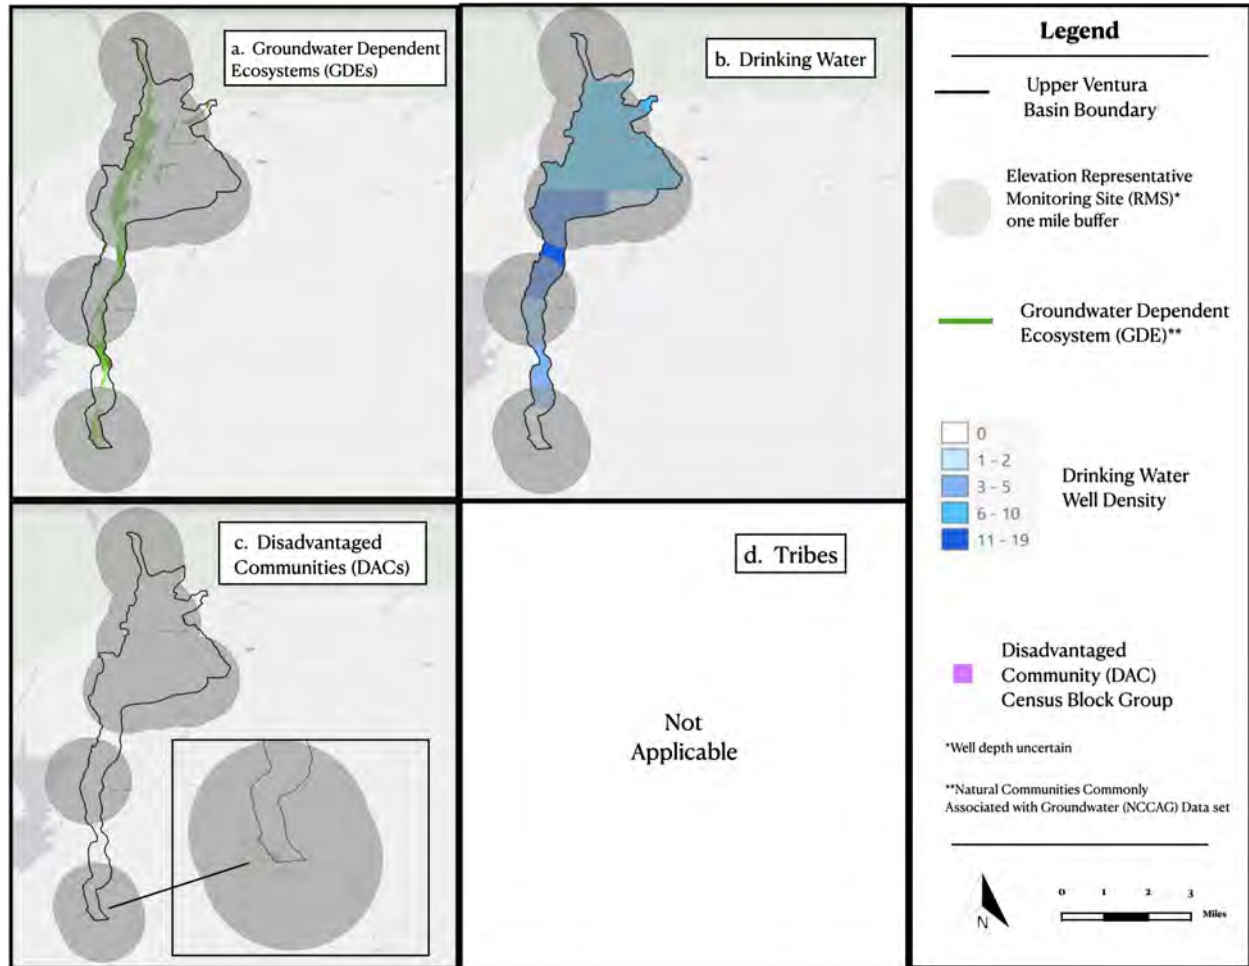 a. Groundwater Dependent
Ecosystems (GDEs)
b. Drinking Water
c. Disadvantaged
Communities (DACs)
d. Tribes
Not
Applicable
Legend
Upper Ventura
Basin Boundary
Elevation Representative
Monitoring Site (RMS)*
one mile buffer
Groundwater Dependent
Ecosystem (GDE)**
0
1 - 2
3 - 5
6 - 10
11 - 19
Drinking Water
Well Density
Disadvantaged
Community (DAC)
Census Block Group
*Well depth uncertain
**Natural Communities Commonly
Associated with Groundwater (NCCAG) Data set
N
0 1 2 3
Miles